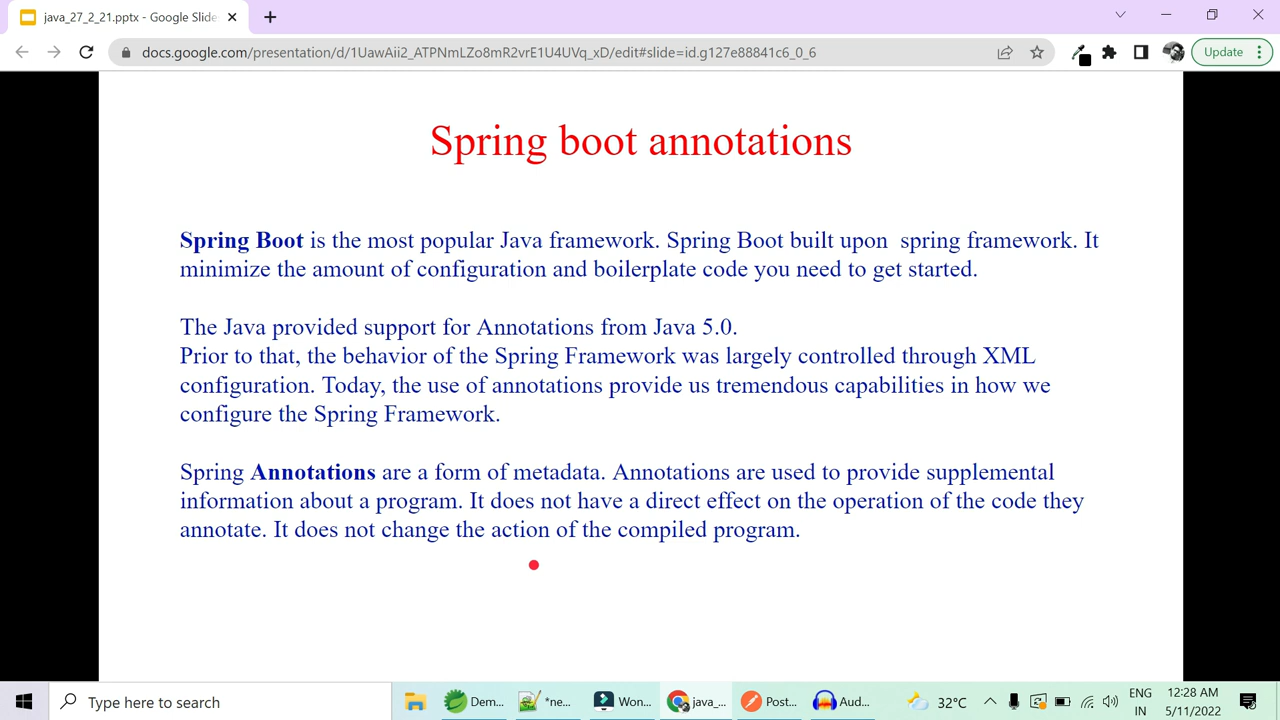 java_27_2_21.pptx - Google Slide
docs.google.com/presentation/d/1UawAii2_ATPNmLZo8mR2vrE1U4UVq_xD/edit#slide=id.g127e8f841c6_0_6
Update
Spring boot annotations
Spring Boot is the most popular Java framework. Spring Boot built upon spring framework. It
minimize the amount of configuration and boilerplate code you need to get started.
The Java provided support for Annotations from Java 5.0.
Prior to that, the behavior of the Spring Framework was largely controlled through XML
configuration. Today, the use of annotations provide us tremendous capabilities in how we
configure the Spring Framework.
Spring Annotations are a form of metadata. Annotations are used to provide supplemental
information about a program. It does not have a direct effect on the operation of the code they
annotate. It does not change the action of the compiled program.
Type here to search
Dem...
*ne...
Won...
java_...
Post...
Aud...
32°C
ENG
IN
12:28 AM
5/11/2022